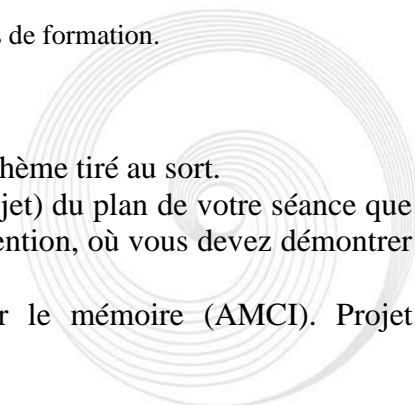 de formation.
hème tiré au sort.
jet) du plan de votre séance que
ention, où vous devez démontrer
r le mémoire (AMCI). Projet